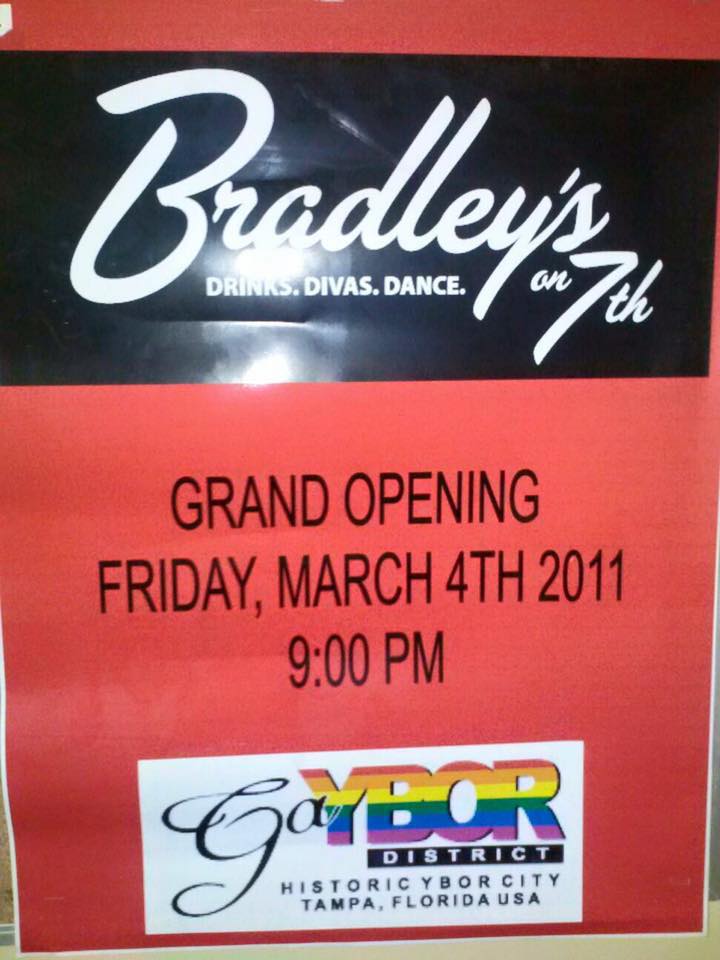 Bradley's
DRINKS. DIVAS. DANCE.
on 7th
GRAND OPENING
FRIDAY, MARCH 4TH 2011
9:00 PM
GaYBOR
DISTRICT
HISTORIC YBOR CITY
TAMPA, FLORIDA USA